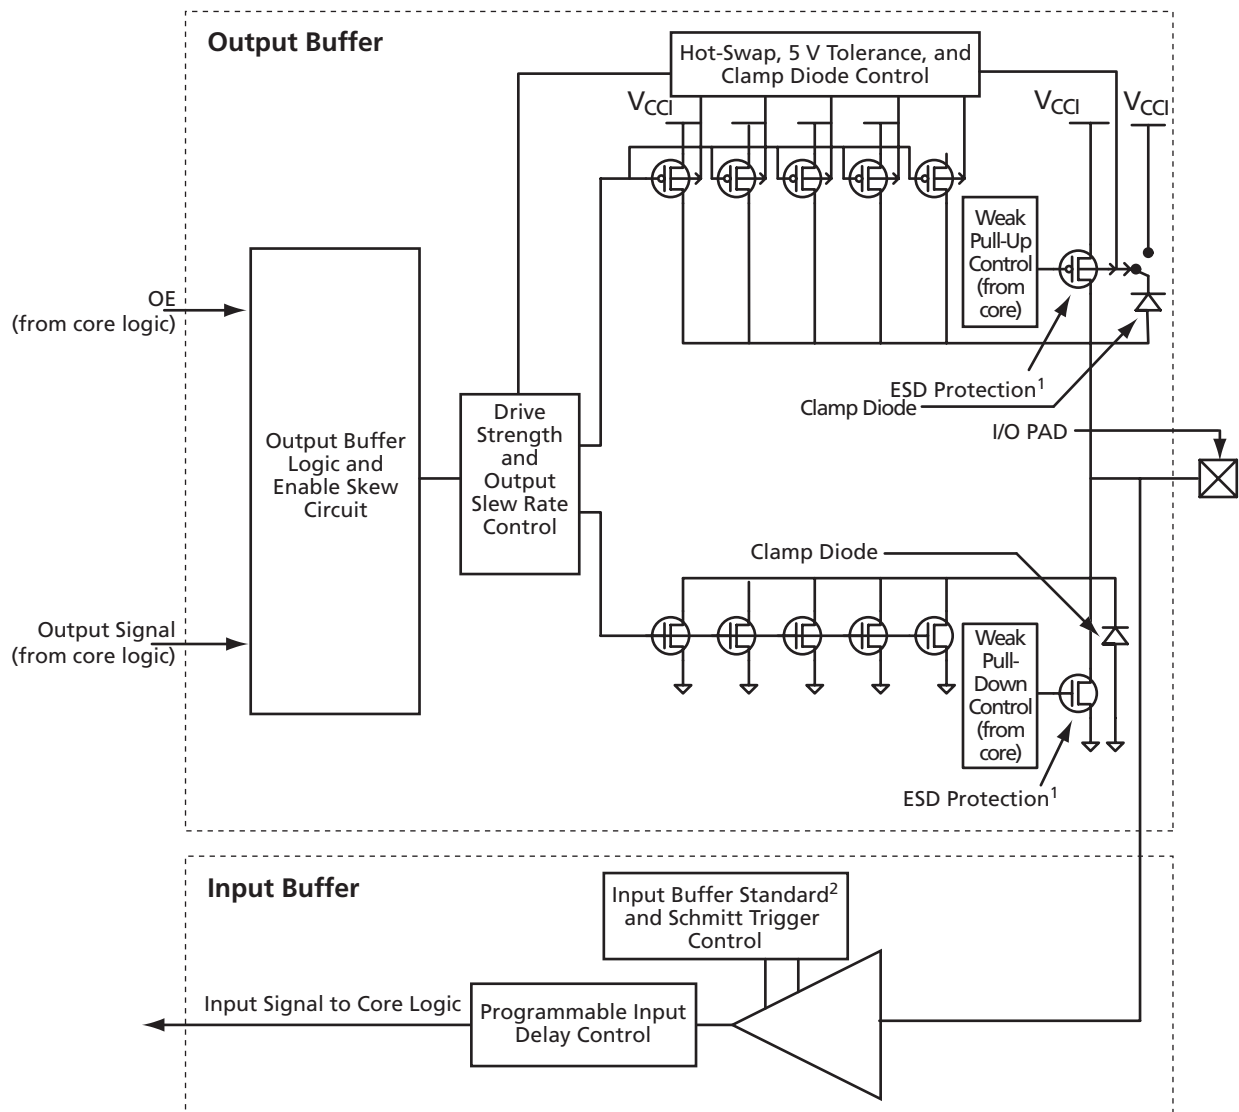 Output Buffer
Hot-Swap, 5 V Tolerance, and
Clamp Diode Control
VCCI
VCCI
VCCI
Weak
Pull-Up
Control
(from
core)
OE
(from core logic)
ESD Protection1
Clamp Diode
I/O PAD
Drive
Strength
and
Output
Slew Rate
Control
Output Buffer
Logic and
Enable Skew
Circuit
Clamp Diode
Output Signal
(from core logic)
Weak
Pull-
Down
Control
(from
core)
ESD Protection1
Input Buffer
Input Buffer Standard2
and Schmitt Trigger
Control
Input Signal to Core Logic
Programmable Input
Delay Control